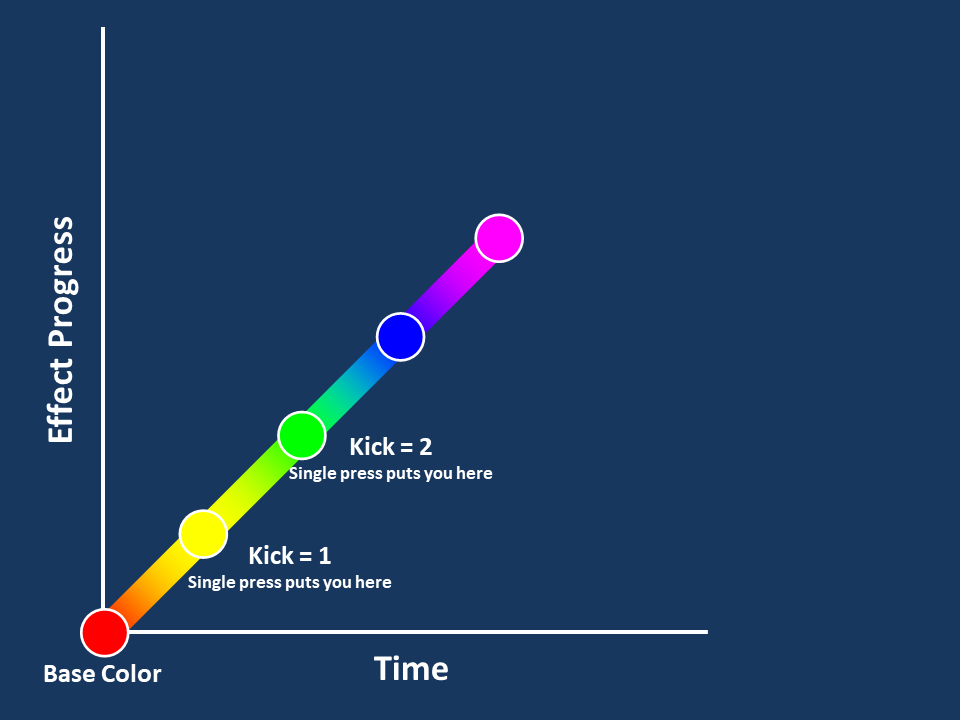 Effect Progress
Kick = 2
Single press puts you here
Kick = 1
Single press puts you here
Base Color
Time